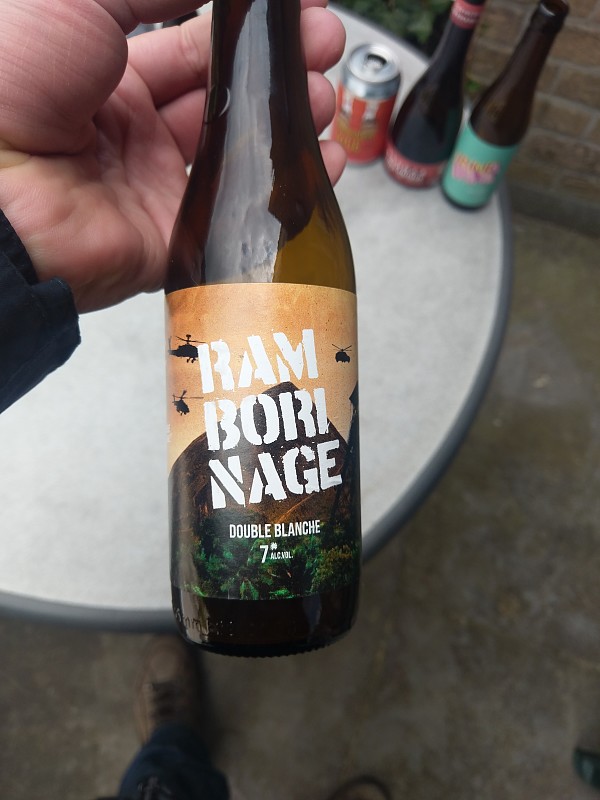 RAM
BORI
NAGE
DOUBLE BLANCHE
7° ALC.VOL.